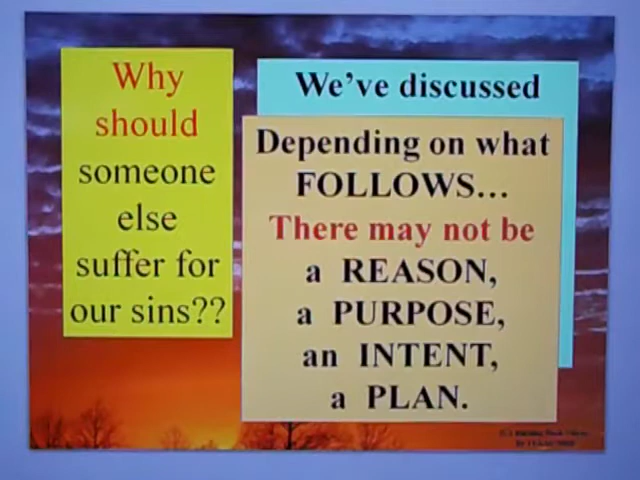 Why
should
someone
else
suffer for
our sins??
We've discussed
Depending on what
FOLLOWS...
There may not be
a REASON,
a PURPOSE,
an INTENT,
a PLAN.